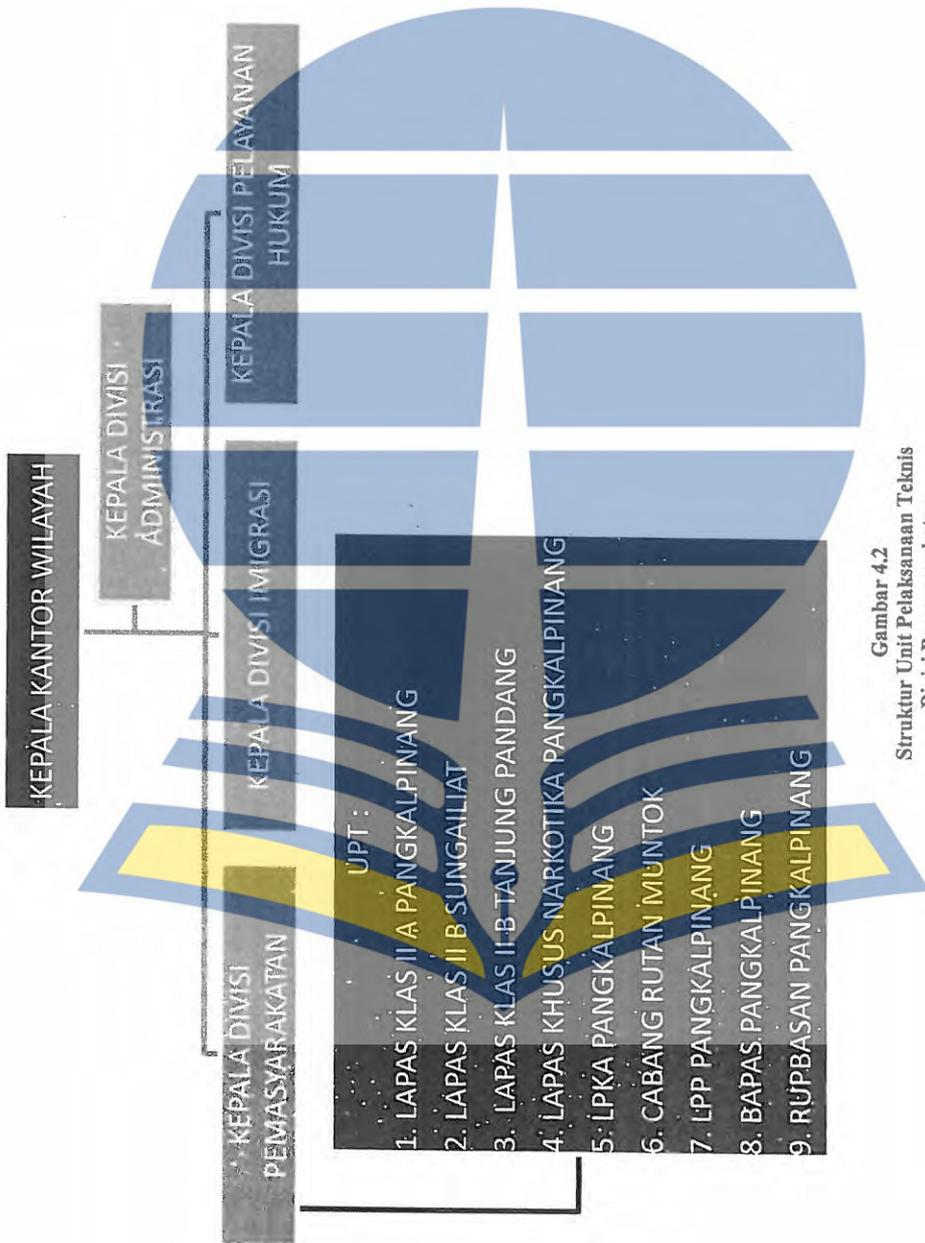 KEPALA KANTOR WILAYAH
KEPALA DIVISI
ADMINISTRASI
KEPALA DIVISI
PEMASYARAKATAN
KEPALA DIVISI IMIGRASI
KEPALA DIVISI PELAYANAN
HUKUM
UPT :
1. LAPAS KLAS II A PANGKALPINANG
2. LAPAS KLAS II B SUNGAILIAT
3. LAPAS KLAS II B TANJUNG PANDANG
4. LAPAS KHUSUS NARKOTIKA PANGKALPINANG
5. LPKA PANGKALPINANG
6. CABANG RUTAN MUNTOK
7. LPP PANGKALPINANG
8. BAPAS PANGKALPINANG
9. RUPBASAN PANGKALPINANG
Gambar 4.2
Struktur Unit Pelaksanaan Teknis